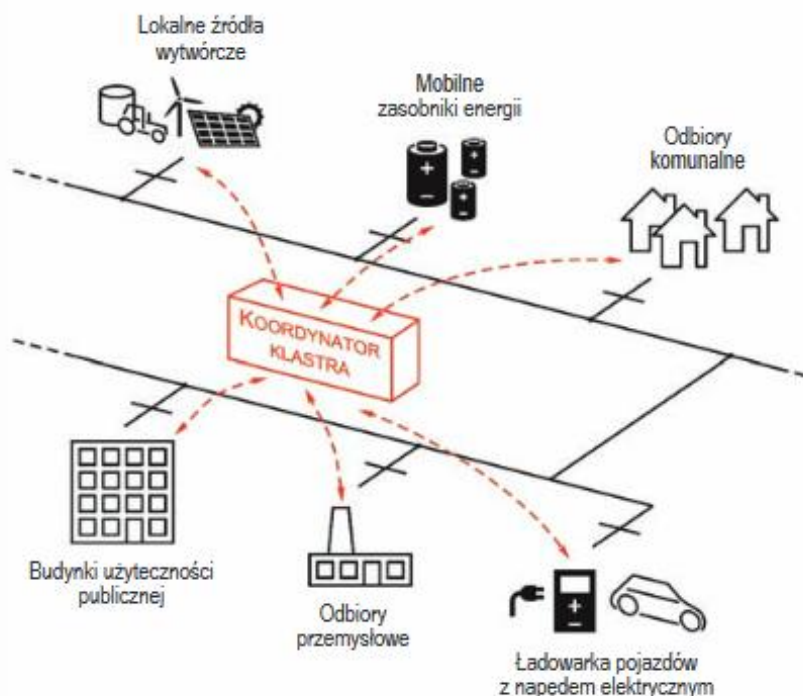 Lokalne źródła
wytwórcze
Mobilne
zasobniki energii
Odbiory
komunalne
KOORDYNATOR
KLASTRA
Budynki użyteczności
publicznej
Odbiory
przemysłowe
Ładowarka pojazdów
z napędem elektrycznym